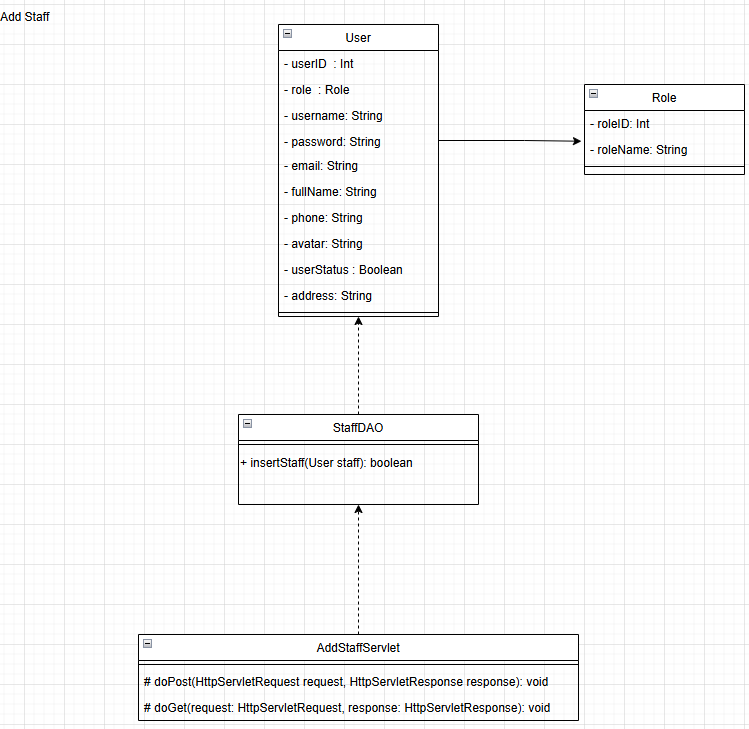 Add Staff
User
- userID : Int
- role : Role
- username: String
- password: String
- email: String
- fullName: String
- phone: String
- avatar: String
- userStatus : Boolean
- address: String
Role
- roleID: Int
- roleName: String
StaffDAO
+ insertStaff(User staff): boolean
AddStaffServlet
# doPost(HttpServletRequest request, HttpServletResponse response): void
# doGet(request: HttpServletRequest, response: HttpServletResponse): void